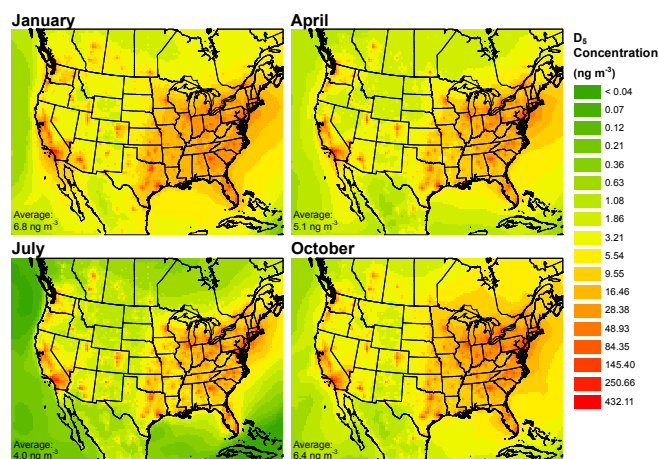 January
April
D₅
Concentration
(ng m⁻³)
< 0.04
0.07
0.12
0.21
0.36
0.63
1.08
1.86
3.21
5.54
9.55
16.46
28.38
48.93
84.35
145.40
250.66
432.11
Average:
6.8 ng m⁻³
Average:
5.1 ng m⁻³
July
October
Average:
4.0 ng m⁻³
Average:
6.4 ng m⁻³